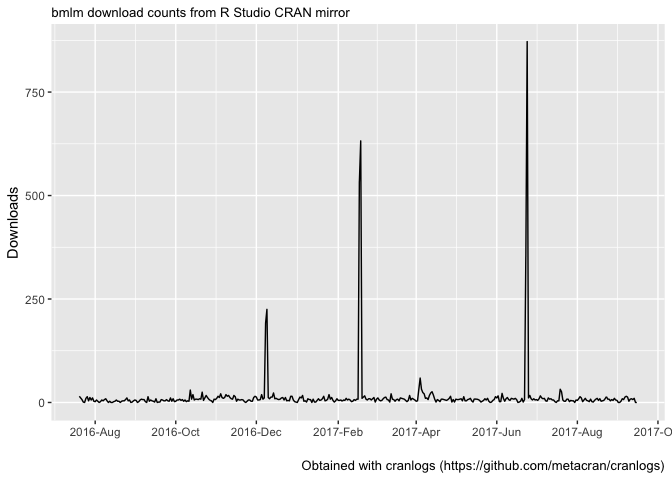 bmlm download counts from R Studio CRAN mirror
Downloads
750
500
250
0
2016-Aug 2016-Oct 2016-Dec 2017-Feb 2017-Apr 2017-Jun 2017-Aug 2017-O
Obtained with cranlogs (https://github.com/metacran/cranlogs)